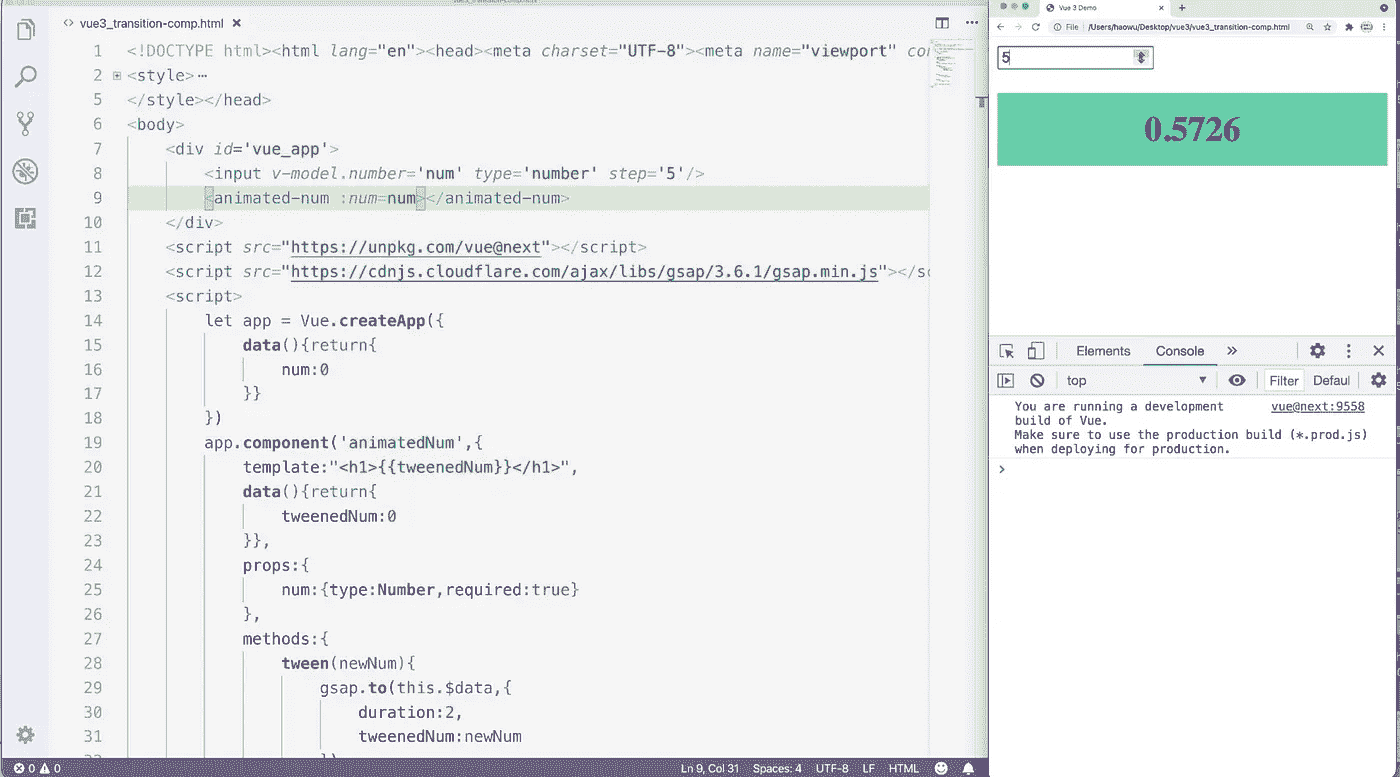 vue3_transition-comp.html
1 <!DOCTYPE html><html lang="en"><head><meta charset="UTF-8"><meta name="viewport" co
2 <style>⋯
5 </style></head>
6 <body>
7 <div id='vue_app'>
8 <input v-model.number='num' type='number' step='5'/>
9 <animated-num :num=num></animated-num>
10 </div>
11 <script src="https://unpkg.com/vue@next"></script>
12 <script src="https://cdnjs.cloudflare.com/ajax/libs/gsap/3.6.1/gsap.min.js"></sc
13 <script>
14 let app = Vue.createApp({
15 data(){return{
16 num:0
17 }}
18 })
19 app.component('animatedNum',{
20 template:"<h1>{{tweenedNum}}</h1>",
21 data(){return{
22 tweenedNum:0
23 }},
24 props:{
25 num:{type:Number,required:true}
26 },
27 methods:{
28 tween(newNum){
29 gsap.to(this.$data,{
30 duration:2,
31 tweenedNum:newNum
0 0
Ln 9, Col 31 Spaces: 4 UTF-8 LF HTML
Vue 3 Demo
File /Users/haowu/Desktop/vue3/vue3_transition-comp.html
5
0.5726
Elements Console
top Filter Defaul
You are running a development vue@next:9558
build of Vue.
Make sure to use the production build (*.prod.js)
when deploying for production.